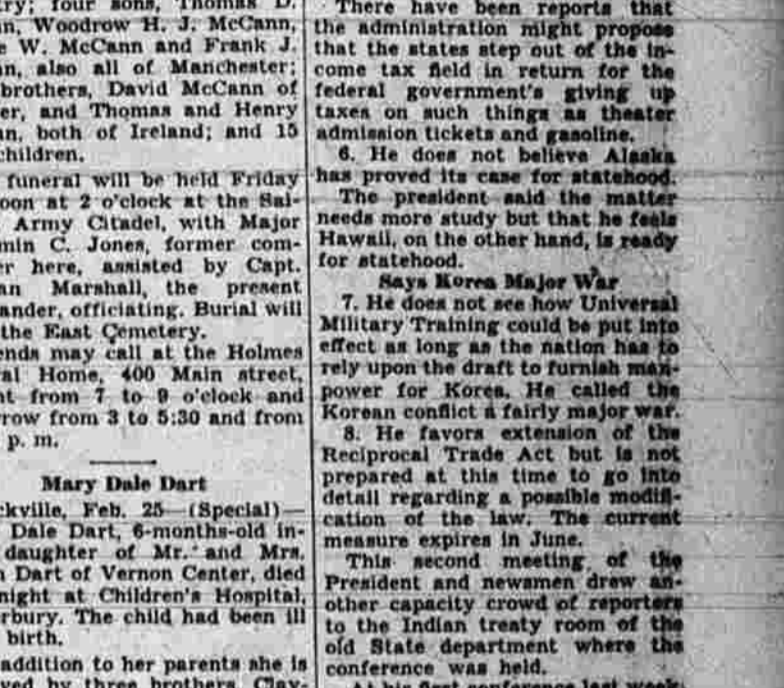 ry; four sons, Thomas D.
n, Woodrow H. J. McCann,
e W. McCann and Frank J.
nn, also all of Manchester;
brothers, David McCann of
er, and Thomas and Henry
nn, both of Ireland; and 15
children.
funeral will be held Friday
oon at 2 o'clock at the Sal-
Army Citadel, with Major
min C. Jones, former com-
er here, assisted by Capt.
an Marshall, the present
ander, officiating. Burial will
the East Cemetery.
ends may call at the Holmes
al Home, 400 Main street,
ht from 7 to 9 o'clock and
row from 3 to 5:30 and from
p. m.
Mary Dale Dart
ckville, Feb. 25—(Special)—
Dale Dart, 6-months-old in-
daughter of Mr. and Mrs.
n Dart of Vernon Center, died
night at Children's Hospital,
rbury. The child had been ill
birth.
addition to her parents she is
ved by three brothers, Clay-
There have been reports that
the administration might propose
that the states step out of the in-
come tax field in return for the
federal government's giving up
taxes on such things as theater
admission tickets and gasoline.
6. He does not believe Alaska
has proved its case for statehood.
The president said the matter
needs more study but that he feels
Hawaii, on the other hand, is ready
for statehood.
Says Korea Major War
7. He does not see how Universal
Military Training could be put into
effect as long as the nation has to
rely upon the draft to furnish man-
power for Korea. He called the
Korean conflict a fairly major war.
8. He favors extension of the
Reciprocal Trade Act but is not
prepared at this time to go into
detail regarding a possible modifi-
cation of the law. The current
measure expires in June.
This second meeting of the
President and newsmen drew an-
other capacity crowd of reporters
to the Indian treaty room of the
old State department where the
conference was held.
At his first conference last week